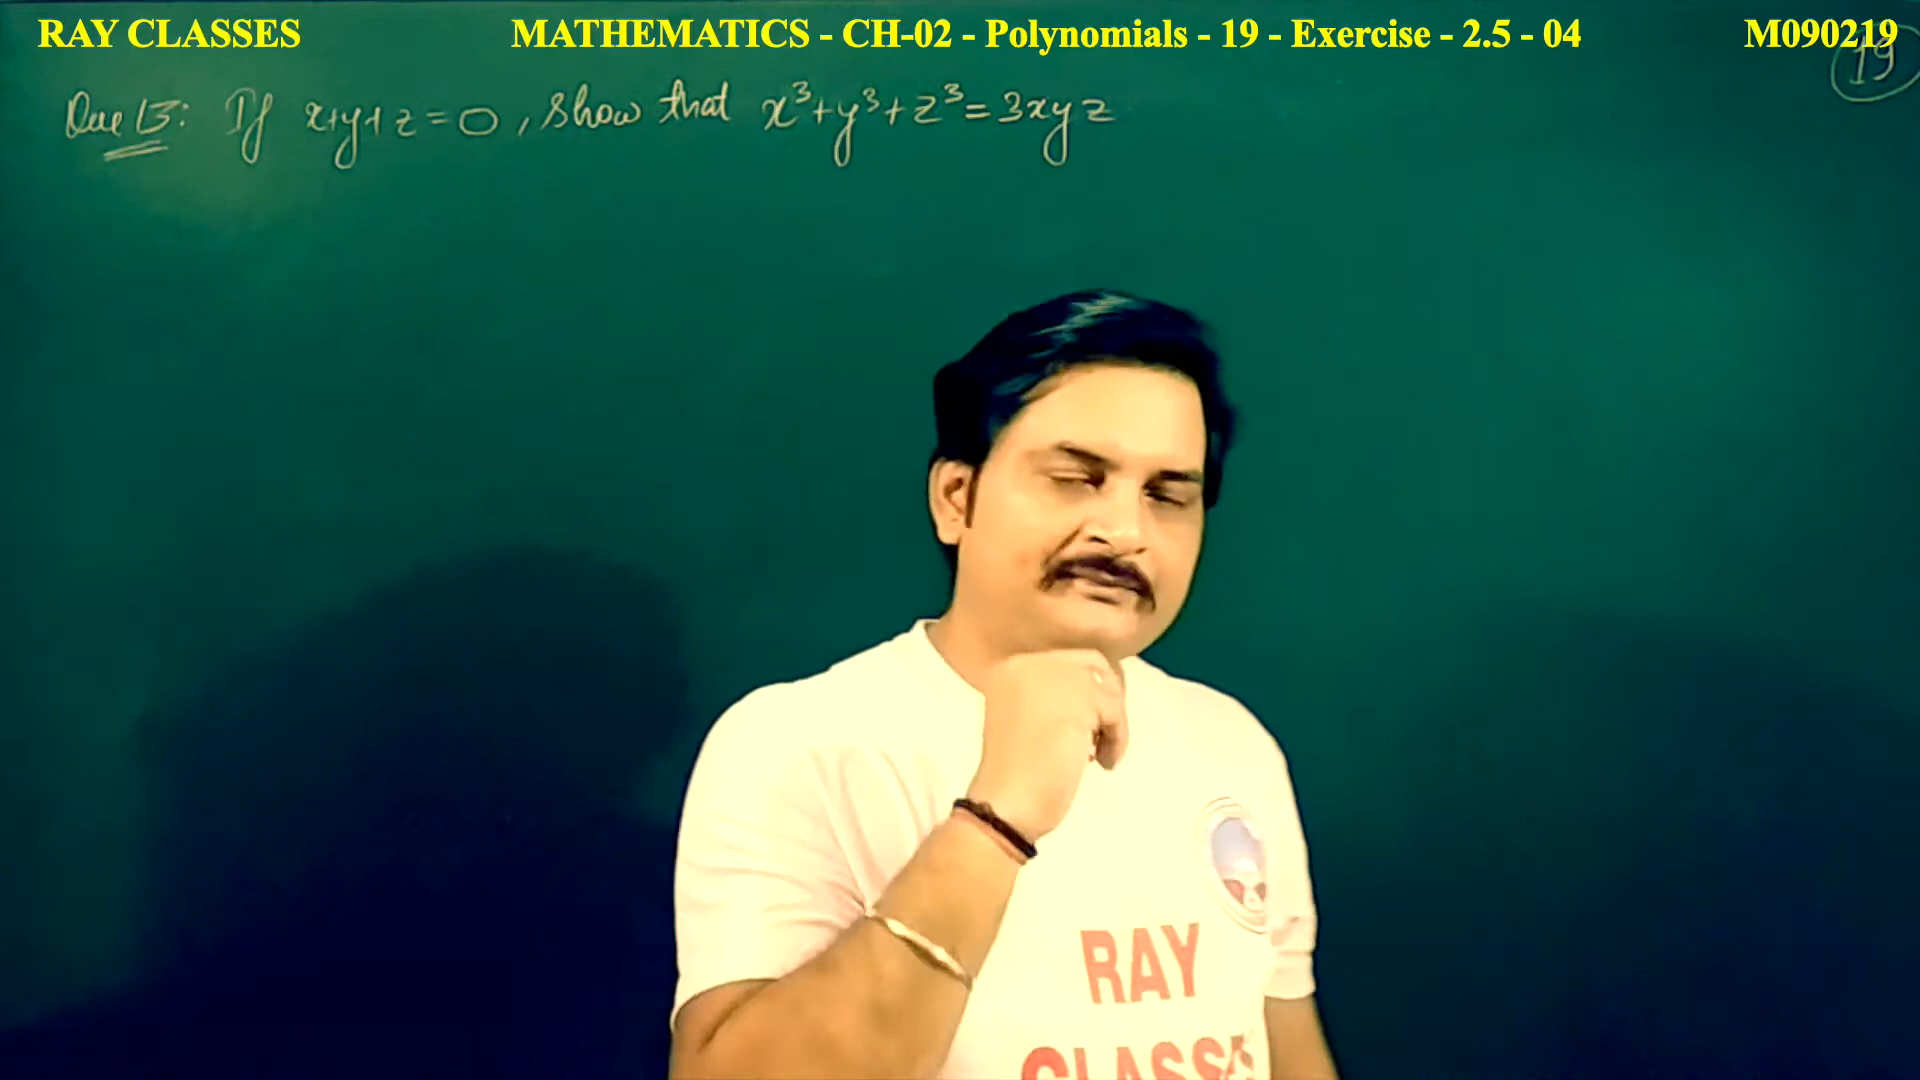 RAY CLASSES MATHEMATICS - CH-02 - Polynomials - 19 - Exercise - 2.5 - 04 M090219
19
Que 13: If x+y+z=0, show that x³+y³+z³=3xyz
RAY
CLASSE